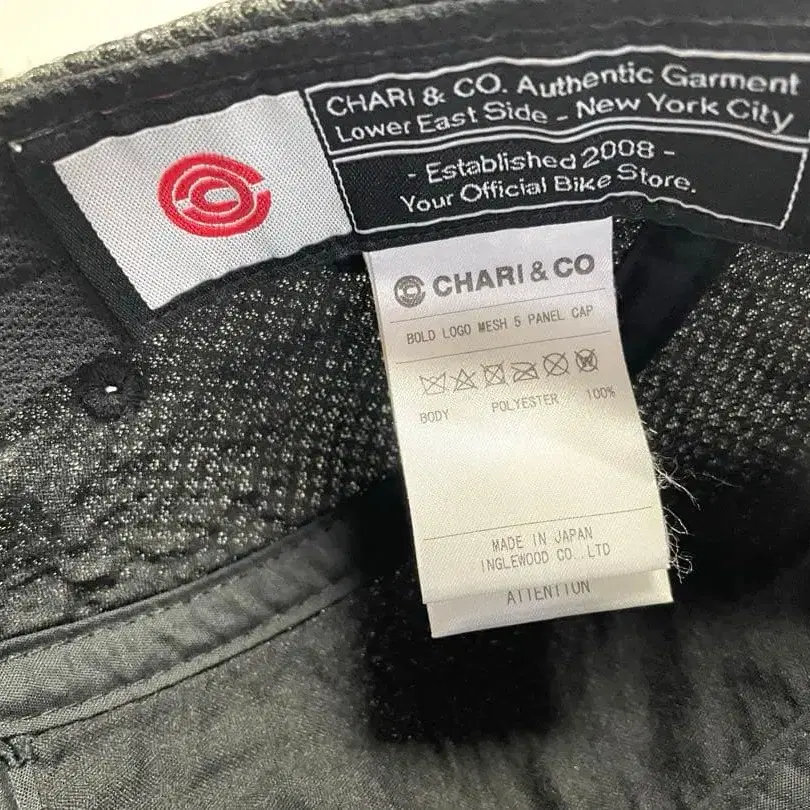 CHARI & CO. Authentic Garment
Lower East Side - New York City
- Established 2008 -
Your Official Bike Store.
CHARI & CO
BOLD LOGO MESH 5 PANEL CAP
BODY POLYESTER 100%
MADE IN JAPAN
INGLEWOOD CO.,LTD
ATTENTION